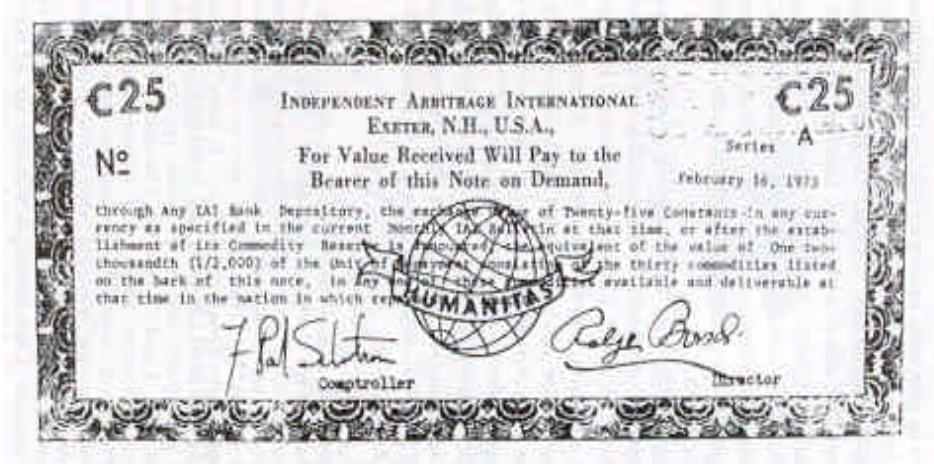 €25
€25
INDEPENDENT ARBITRAGE INTERNATIONAL
EXETER, N.H., U.S.A.,
Series A
Nº
For Value Received Will Pay to the
Bearer of this Note on Demand,
February 16, 1973
through Any IAI Bank Depository, the exchange of Twenty-five Constants in any cur-
rency as specified in the current Monthly IAI Bulletin at that time, or after the estab-
lishment of its Commodity Reserve is announced, the equivalent of the value of One two-
thousandth (1/2,000) of the Unit of of the thirty commodities listed
on the back of this note, in any available and deliverable at
that time in the nation in which
HUMANITAS
Comptroller
Director